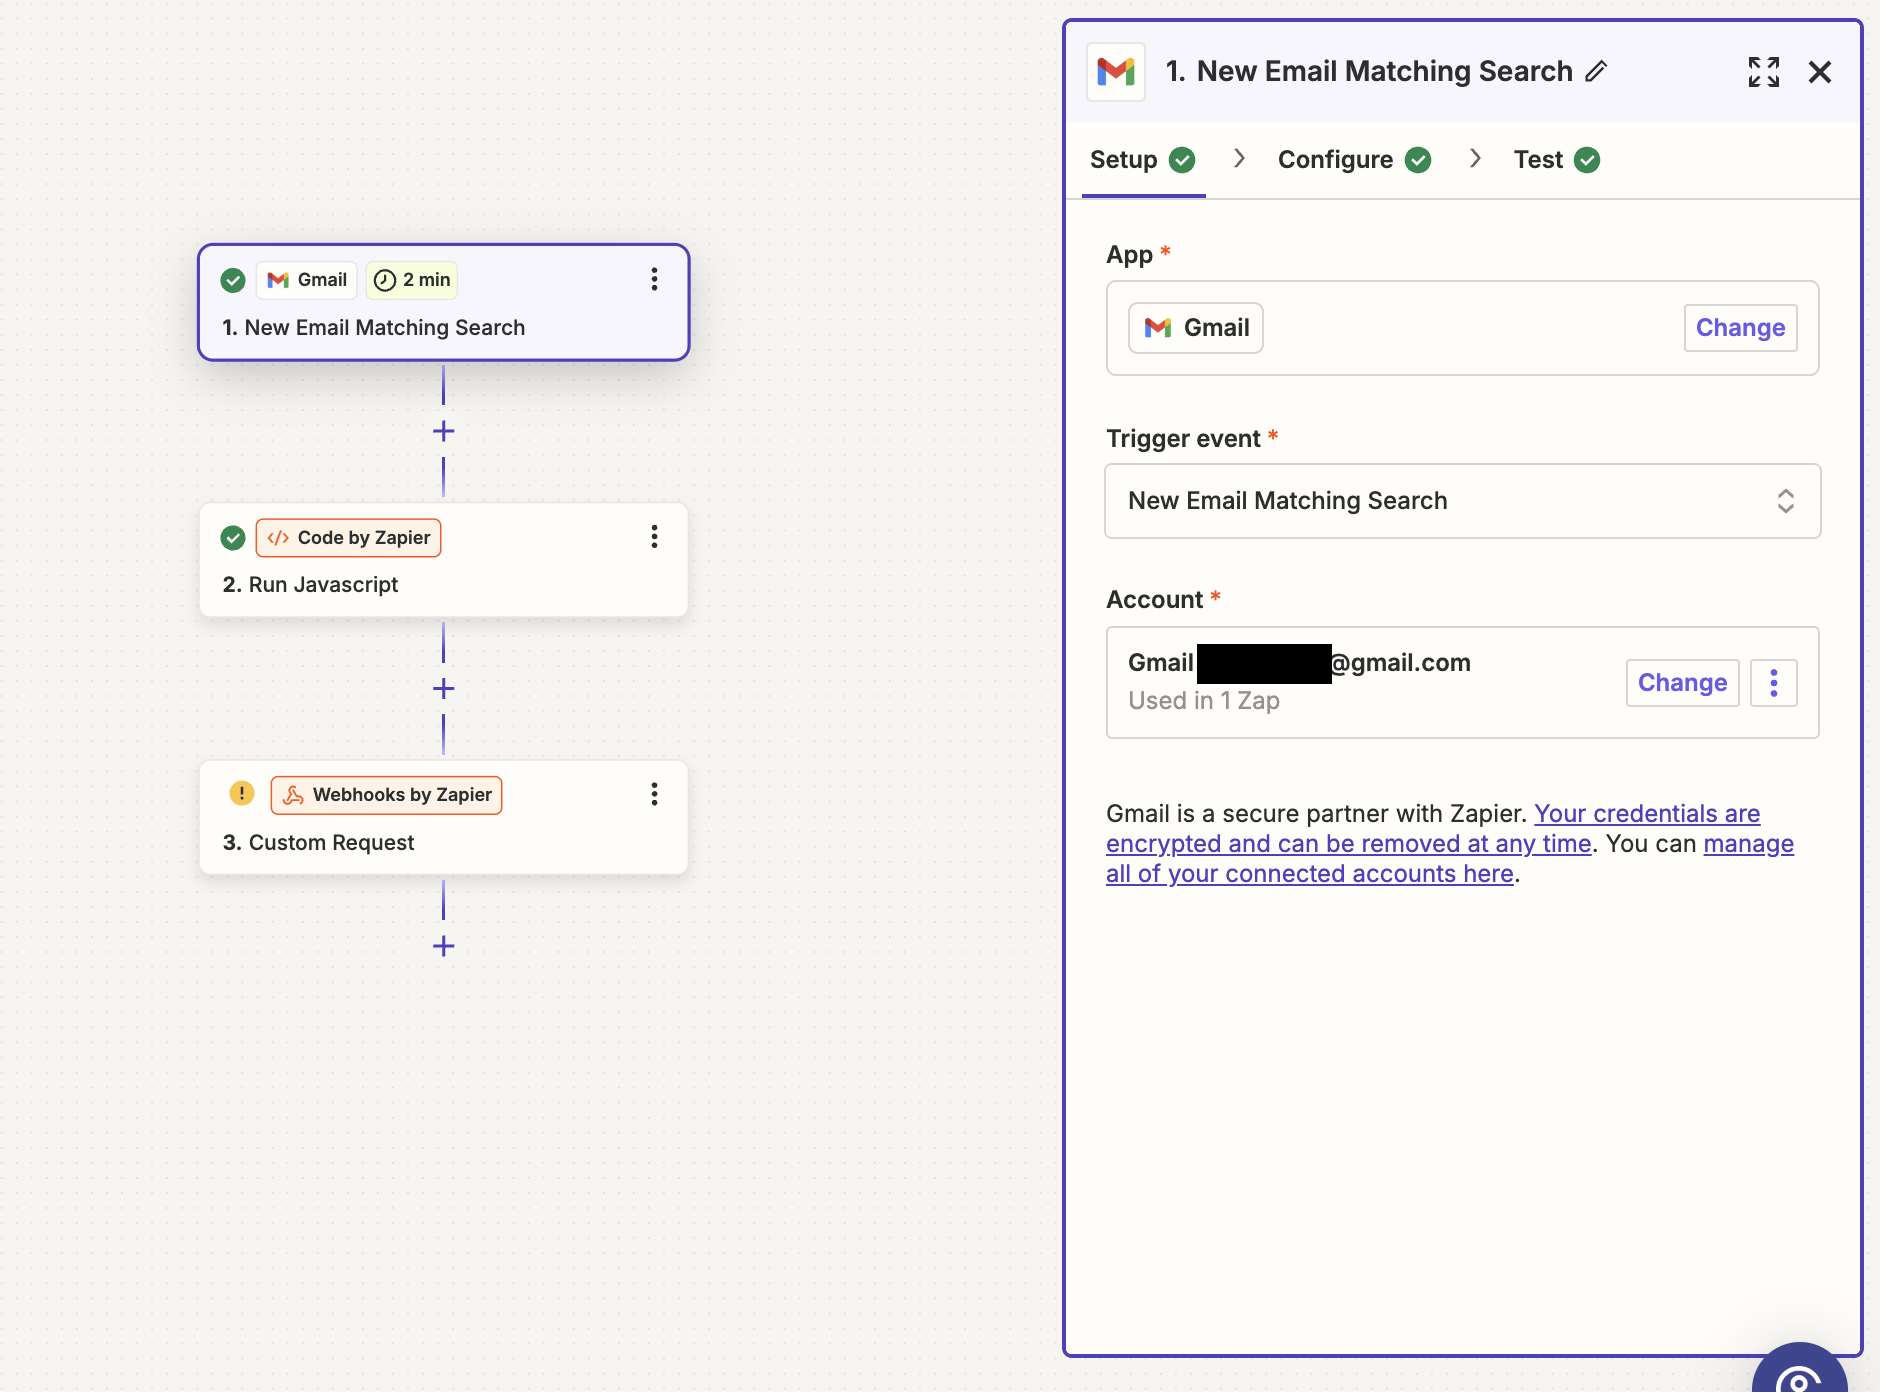 Gmail
2 min
1. New Email Matching Search
Code by Zapier
2. Run Javascript
Webhooks by Zapier
3. Custom Request
1. New Email Matching Search
Setup
Configure
Test
App *
Gmail
Change
Trigger event *
New Email Matching Search
Account *
Gmail @gmail.com
Used in 1 Zap
Change
Gmail is a secure partner with Zapier. Your credentials are
encrypted and can be removed at any time. You can manage
all of your connected accounts here.